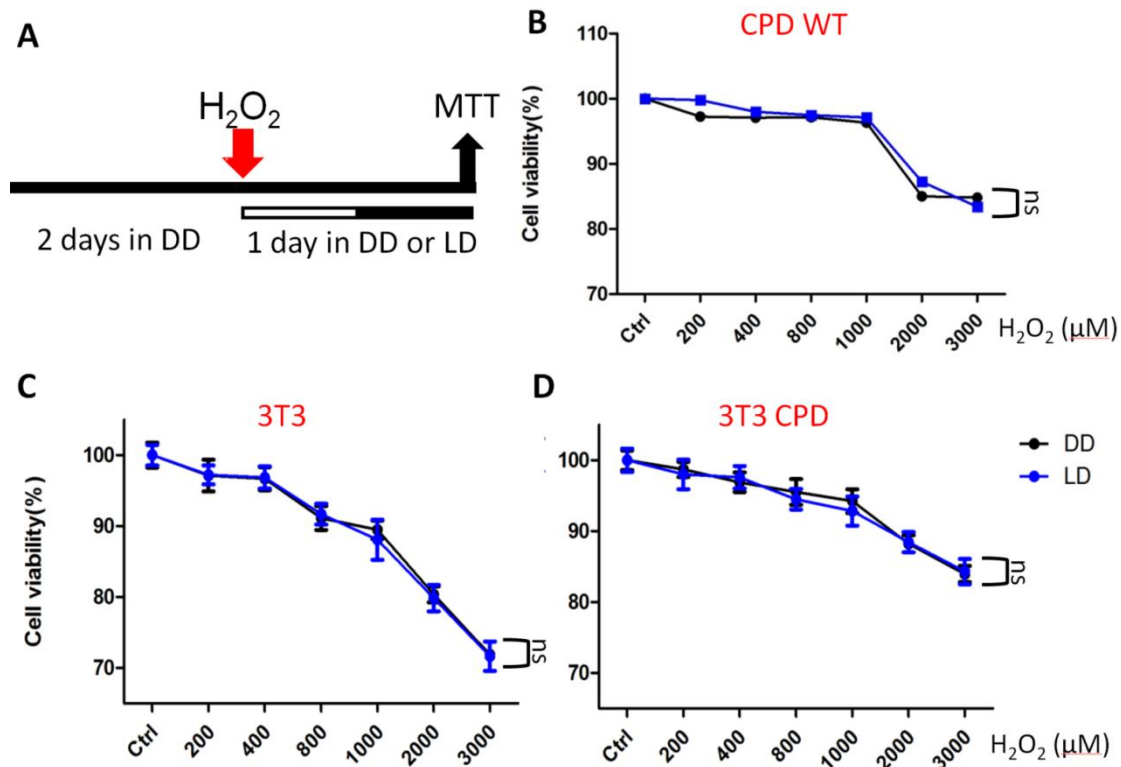 A
H₂O₂
MTT
2 days in DD
1 day in DD or LD
B
CPD WT
Cell viability(%)
100
90
80
70
ns
Ctrl
200
400
800
1000
2000
3000
H₂O₂ (μM)
C
3T3
Cell viability(%)
100
90
80
70
ns
Ctrl
200
400
800
1000
2000
3000
D
3T3 CPD
100
90
80
70
DD
LD
ns
Ctrl
200
400
800
1000
2000
3000
H₂O₂ (μM)